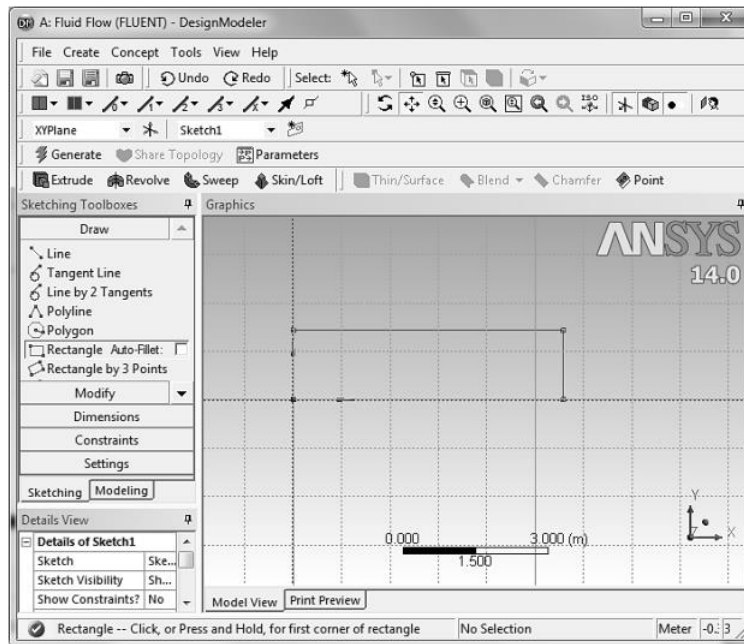 A: Fluid Flow (FLUENT) - DesignModeler
File Create Concept Tools View Help
Undo Redo Select:
ISO
XYPlane Sketch1
Generate Share Topology Parameters
Extrude Revolve Sweep Skin/Loft Thin/Surface Blend Chamfer Point
Sketching Toolboxes
Draw
Line
Tangent Line
Line by 2 Tangents
Polyline
Polygon
Rectangle Auto-Fillet:
Rectangle by 3 Points
Modify
Dimensions
Constraints
Settings
Sketching Modeling
Details View
Details of Sketch1
Sketch Ske...
Sketch Visibility Sh...
Show Constraints? No
Graphics
ANSYS
14.0
0.000 3.000 (m)
1.500
Y
Z X
Model View Print Preview
Rectangle -- Click, or Press and Hold, for first corner of rectangle No Selection Meter